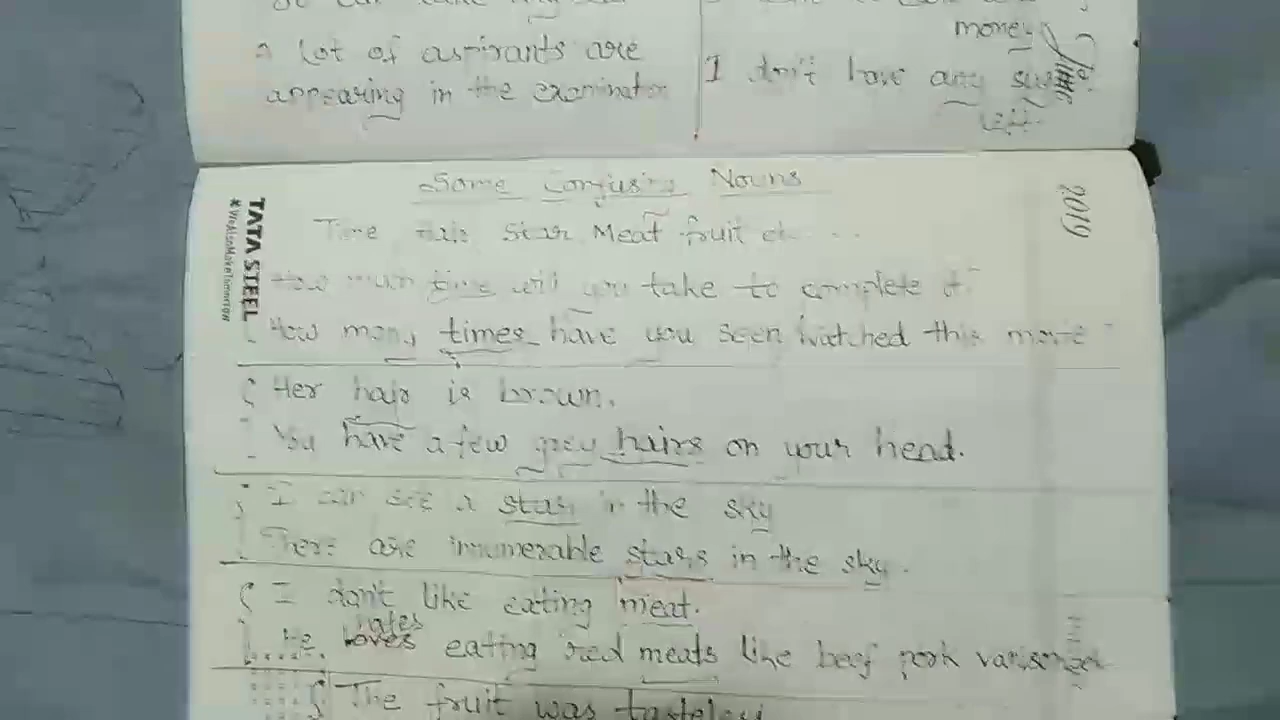 a lot of aspirants are
appearing in the
money
I don't have any
left.
Some Confusing Nouns
Time Hair Star Meat fruit
How much time will you take to complete it
How many times have you seen watched this movie
Her hair is brown.
You have a few grey hairs on your head.
I can see a star in the sky
There are innumerable stars in the sky.
I don't like eating meat.
He loves eating red meats like beef pork
The fruit was
TATA STEEL
#WeAlsoMakeTomorrow
2019